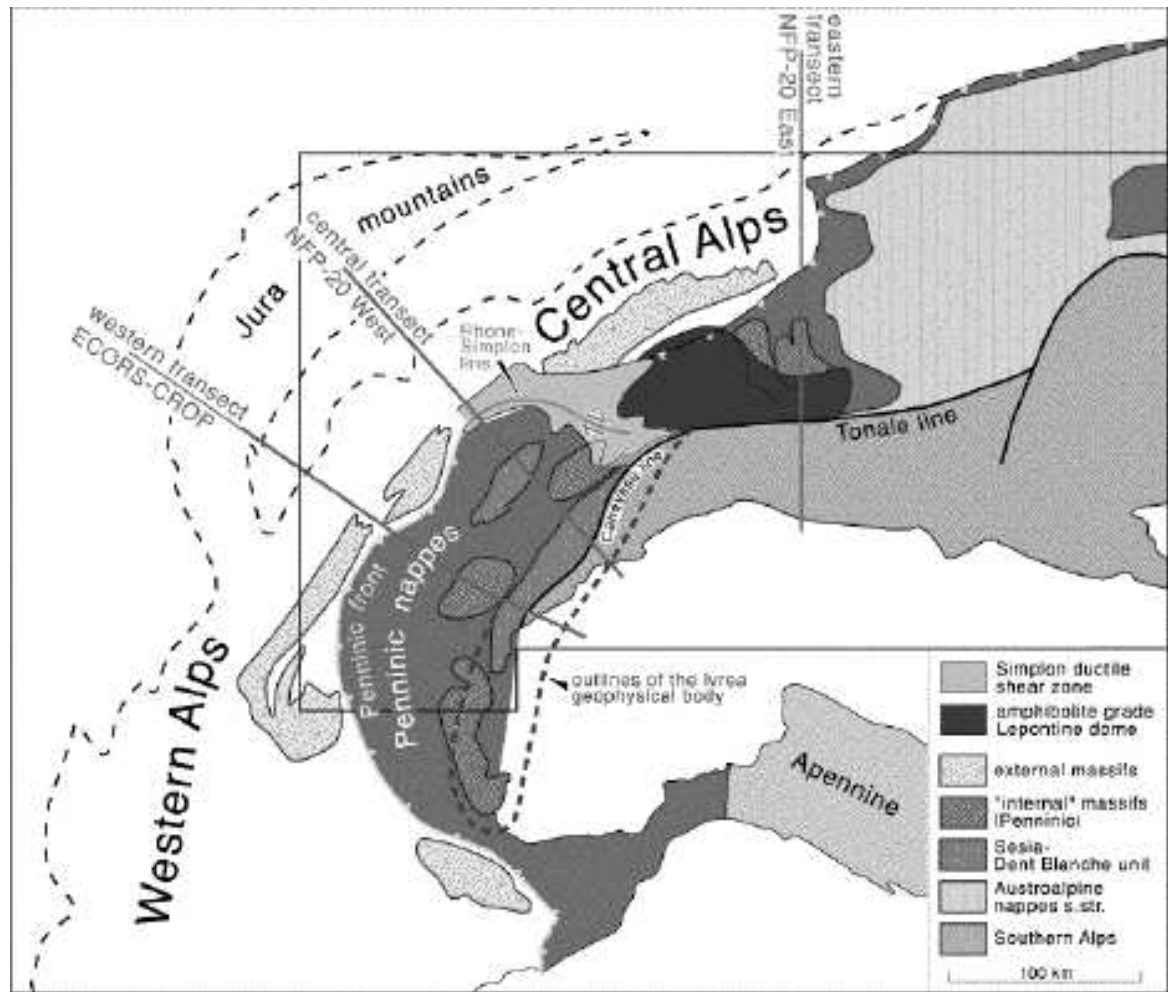 eastern
transect
NFP-20 East
Jura
mountains
central transect
NFP-20 West
Central Alps
western transect
ECORS-CROP
Rhone-
Simplon
line
Tonale line
Canavese line
Penninic front
Penninic nappes
Western Alps
outlines of the Ivrea
geophysical body
Apennine
Simplon ductile
shear zone
amphibolite grade
Lepontine dome
external massifs
"internal" massifs
(Penninic)
Sesia-
Dent Blanche unit
Austroalpine
nappes s.str.
Southern Alps
100 km